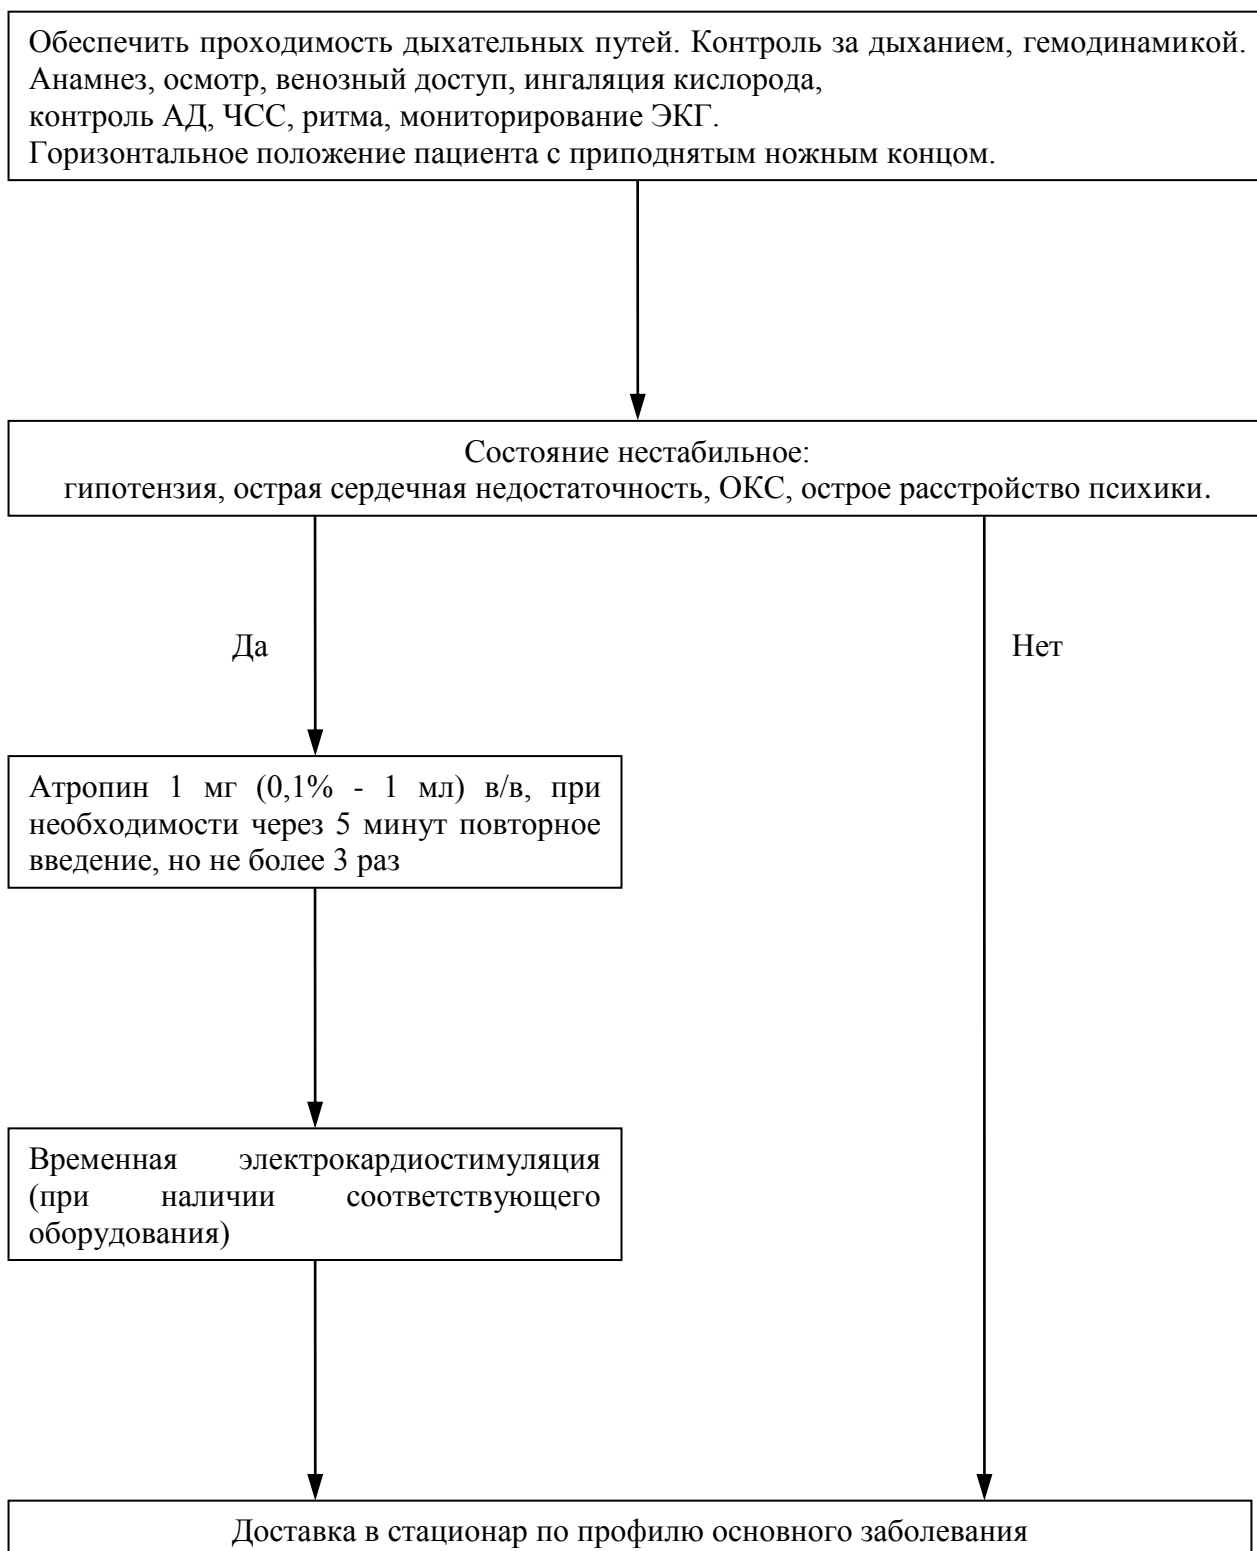 Обеспечить проходимость дыхательных путей. Контроль за дыханием, гемодинамикой.
Анамнез, осмотр, венозный доступ, ингаляция кислорода,
контроль АД, ЧСС, ритма, мониторирование ЭКГ.
Горизонтальное положение пациента с приподнятым ножным концом.
Состояние нестабильное:
гипотензия, острая сердечная недостаточность, ОКС, острое расстройство психики.
Да
Нет
Атропин 1 мг (0,1% - 1 мл) в/в, при
необходимости через 5 минут повторное
введение, но не более 3 раз
Временная электрокардиостимуляция
(при наличии соответствующего
оборудования)
Доставка в стационар по профилю основного заболевания